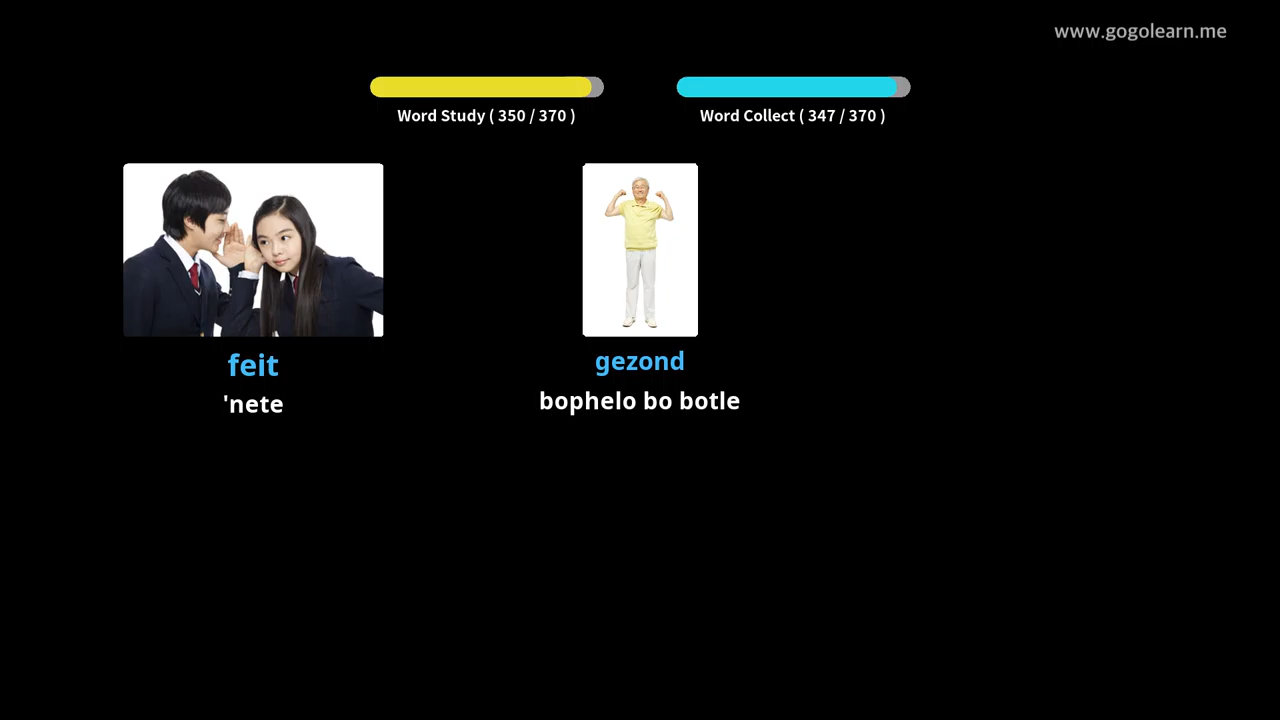 www.gogolearn.me
Word Study ( 350 / 370 )
Word Collect ( 347 / 370 )
feit
gezond
'nete
bophelo bo botle